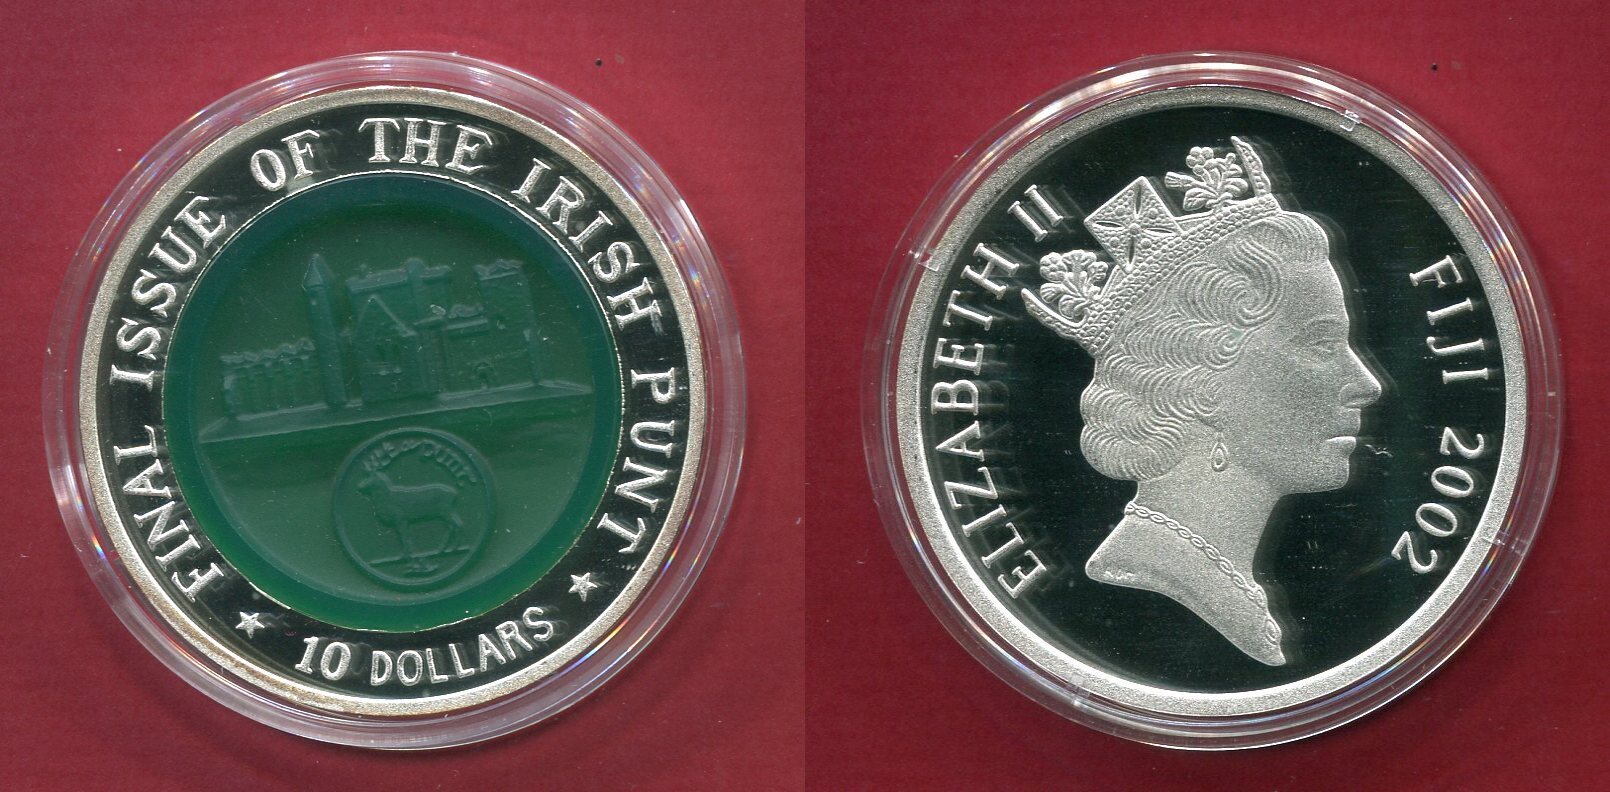 FINAL ISSUE OF THE IRISH PUNT
10 DOLLARS
ELIZABETH II
FIJI 2002